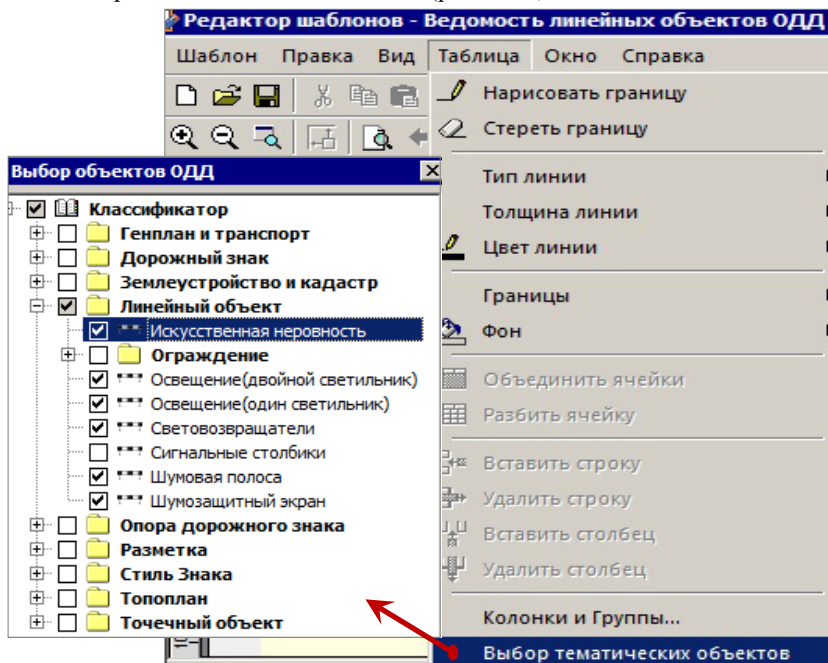 Редактор шаблонов - Ведомость линейных объектов ОДД
Шаблон Правка Вид Таблица Окно Справка
Нарисовать границу
Стереть границу
Тип линии
Толщина линии
Цвет линии
Границы
Фон
Объединить ячейки
Разбить ячейку
Вставить строку
Удалить строку
Вставить столбец
Удалить столбец
Колонки и Группы...
Выбор тематических объектов
Выбор объектов ОДД
Классификатор
Генплан и транспорт
Дорожный знак
Землеустройство и кадастр
Линейный объект
Искусственная неровность
Ограждение
Освещение(двойной светильник)
Освещение(один светильник)
Световозвращатели
Сигнальные столбики
Шумовая полоса
Шумозащитный экран
Опора дорожного знака
Разметка
Стиль Знака
Топоплан
Точечный объект